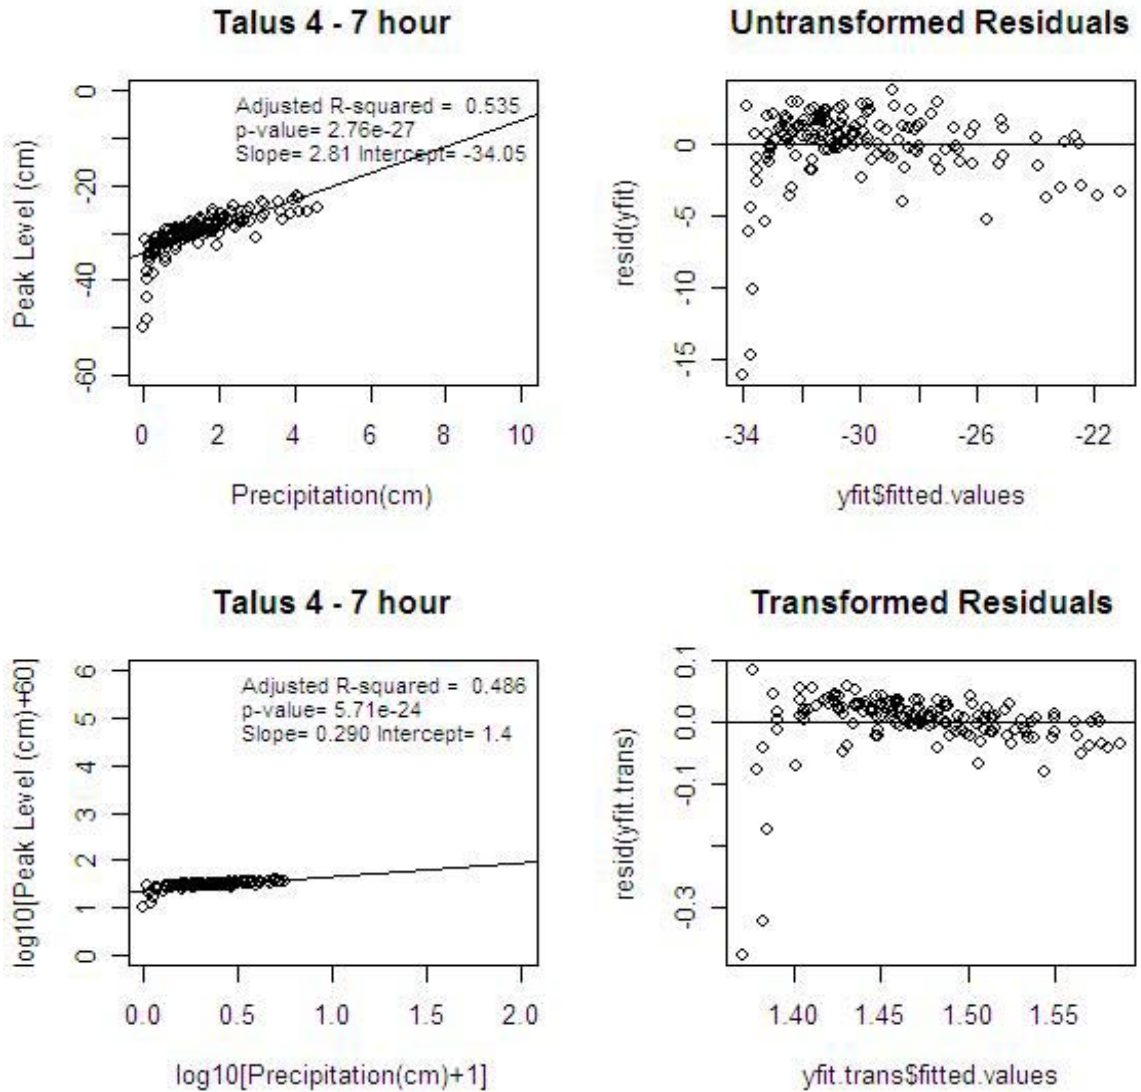 Talus 4 - 7 hour
Adjusted R-squared = 0.535
p-value= 2.76e-27
Slope= 2.81 Intercept= -34.05
Peak Level (cm)
0
-20
-40
-60
0 2 4 6 8 10
Precipitation(cm)
Untransformed Residuals
resid(yfit)
0
-5
-10
-15
-34 -30 -26 -22
yfit$fitted.values
Talus 4 - 7 hour
Adjusted R-squared = 0.486
p-value= 5.71e-24
Slope= 0.290 Intercept= 1.4
log10[Peak Level (cm)+60]
6
5
4
3
2
1
0
0.0 0.5 1.0 1.5 2.0
log10[Precipitation(cm)+1]
Transformed Residuals
resid(yfit.trans)
0.1
0.0
-0.1
-0.3
1.40 1.45 1.50 1.55
yfit.trans$fitted.values